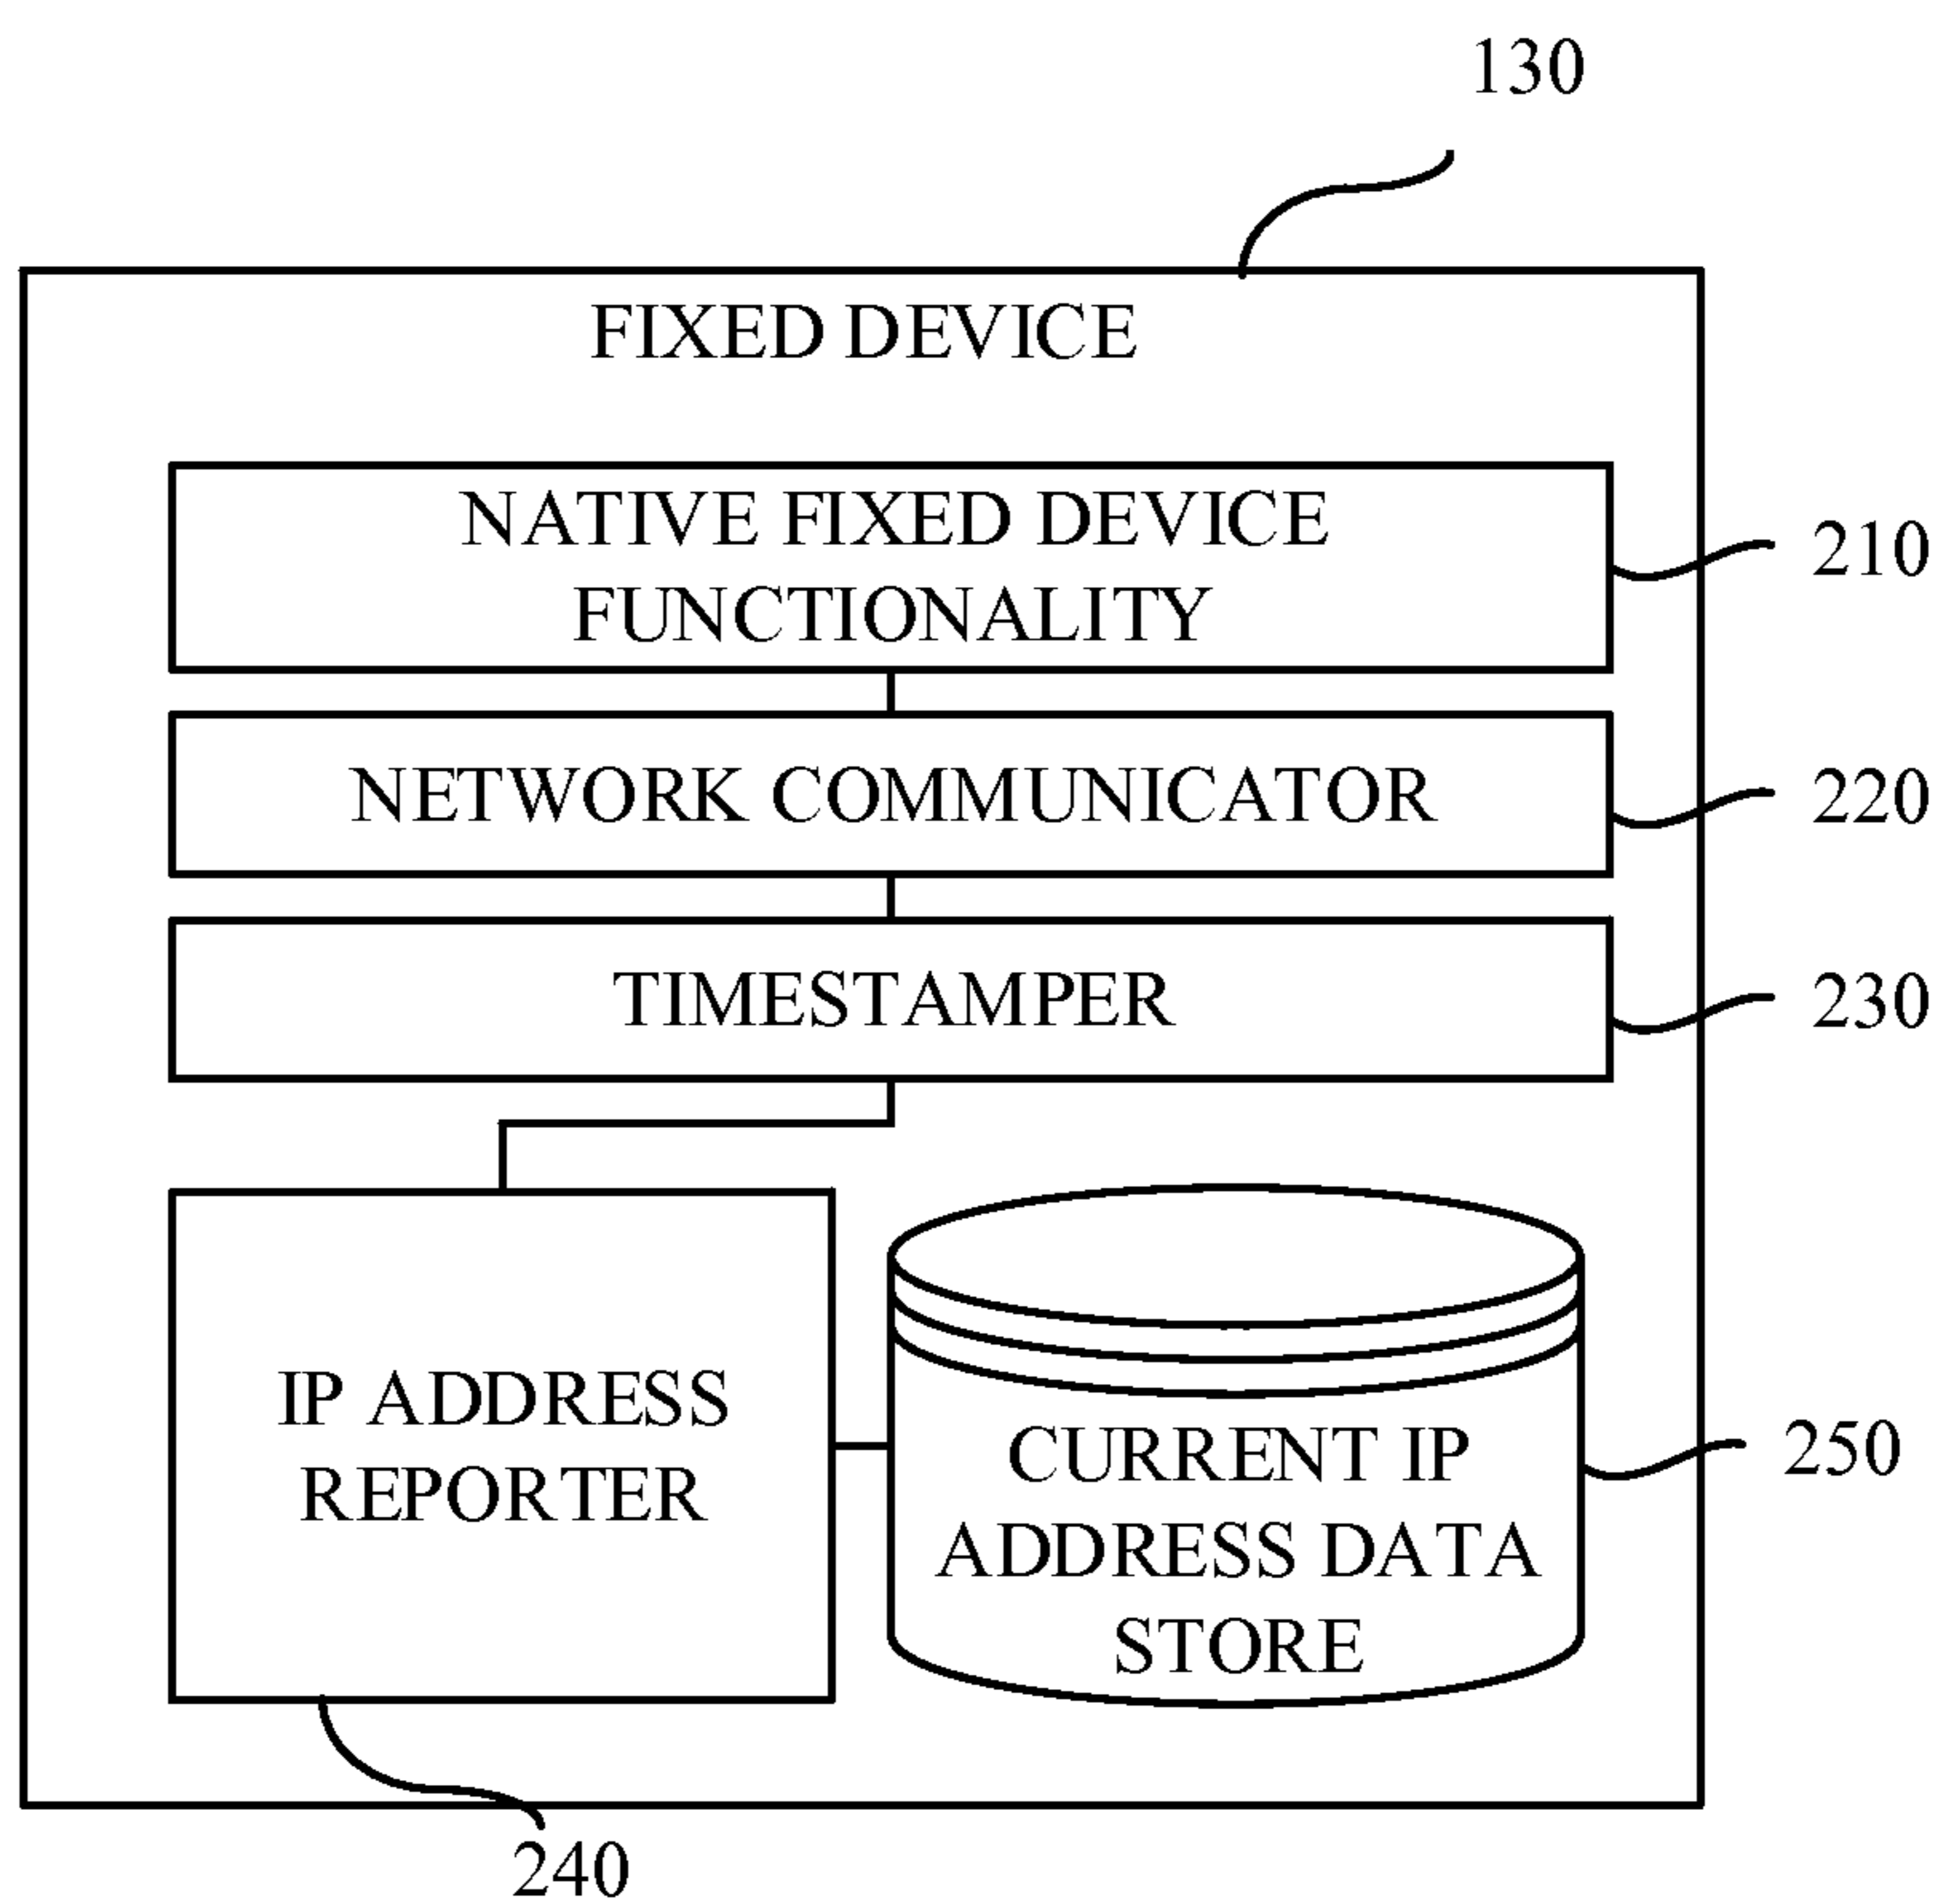 130
FIXED DEVICE
NATIVE FIXED DEVICE
FUNCTIONALITY
210
NETWORK COMMUNICATOR
220
TIMESTAMPER
230
IP ADDRESS
REPORTER
240
CURRENT IP
ADDRESS DATA
STORE
250